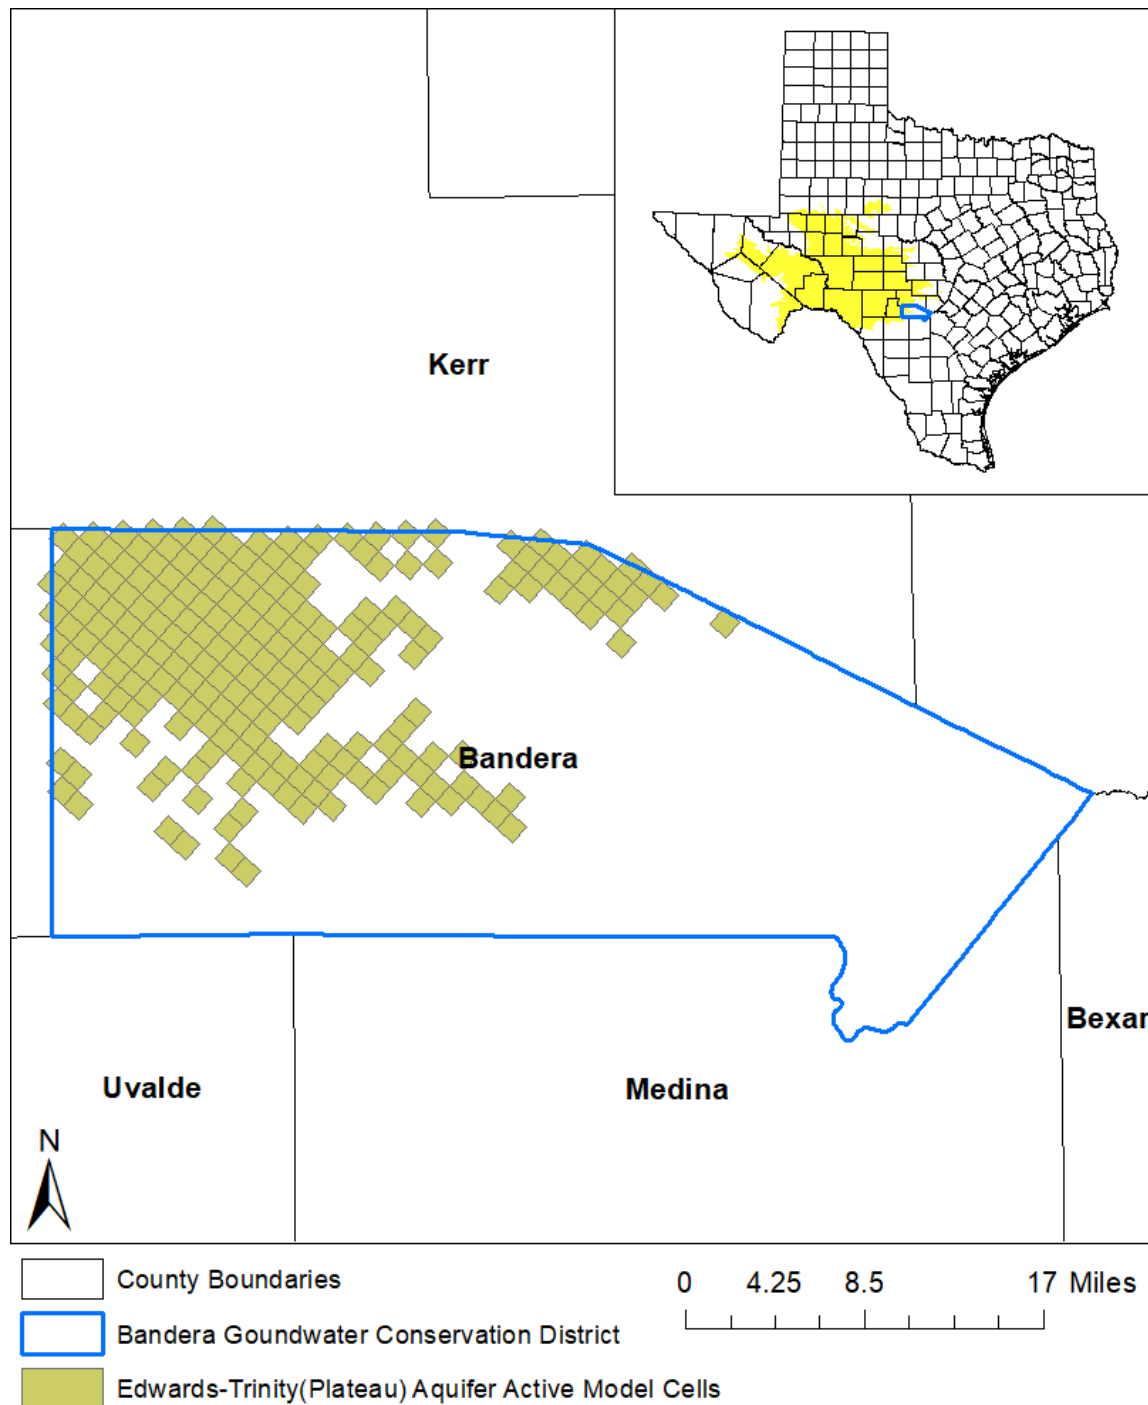 Kerr
Bandera
Bexar
Uvalde
Medina
N
County Boundaries
0 4.25 8.5 17 Miles
Bandera Goundwater Conservation District
Edwards-Trinity(Plateau) Aquifer Active Model Cells